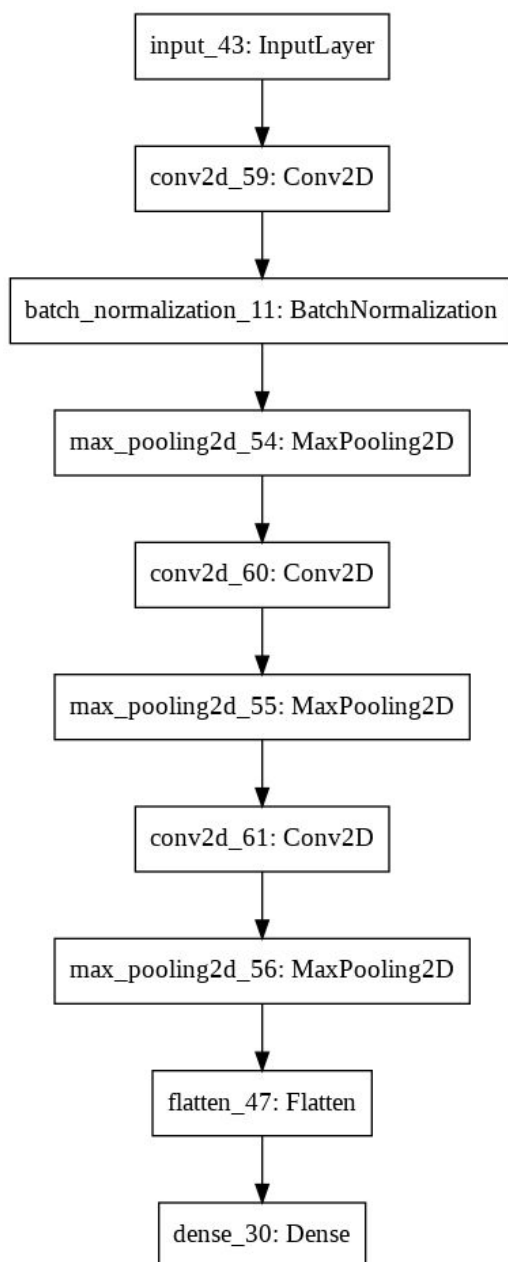 input_43: InputLayer
conv2d_59: Conv2D
batch_normalization_11: BatchNormalization
max_pooling2d_54: MaxPooling2D
conv2d_60: Conv2D
max_pooling2d_55: MaxPooling2D
conv2d_61: Conv2D
max_pooling2d_56: MaxPooling2D
flatten_47: Flatten
dense_30: Dense